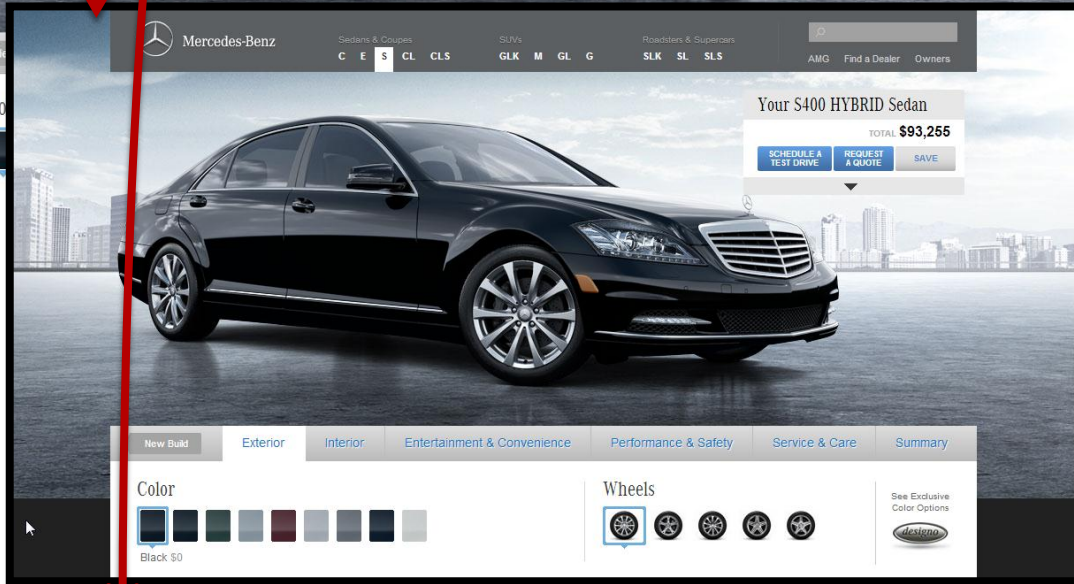 Mercedes-Benz
Sedans & Coupes
C E S CL CLS
SUVs
GLK M GL G
Roadsters & Supercars
SLK SL SLS
AMG Find a Dealer Owners
Your S400 HYBRID Sedan
TOTAL $93,255
SCHEDULE A
TEST DRIVE
REQUEST
A QUOTE
SAVE
New Build
Exterior
Interior
Entertainment & Convenience
Performance & Safety
Service & Care
Summary
Color
Black $0
Wheels
See Exclusive
Color Options
designo